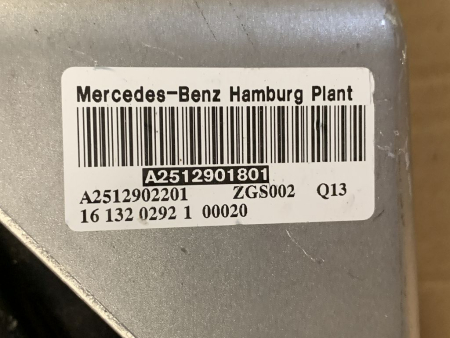 Mercedes-Benz Hamburg Plant
A2512901801
A2512902201 ZGS002 Q13
16 132 0292 1 00020